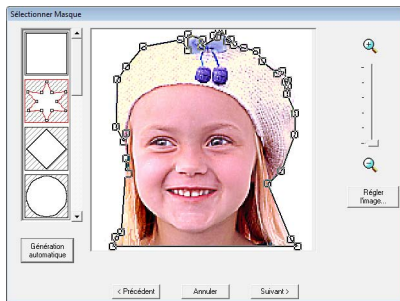 Sélectionner Masque
Régler
l'image...
Génération
automatique
< Précédent
Annuler
Suivant >